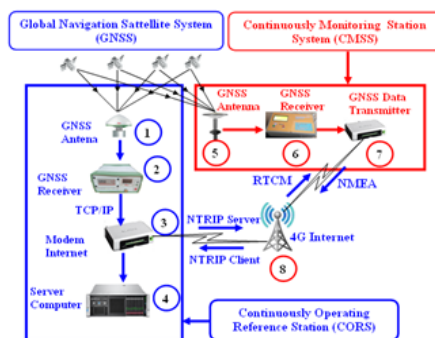 Global Navigation Sattellite System
(GNSS)
Continuously Monitoring Station
System (CMSS)
GNSS
Antena
1
GNSS
Antenna
5
GNSS
Receiver
6
GNSS Data
Transmitter
7
GNSS
Receiver
2
TCP/IP
RTCM
NMEA
Modem
Internet
3
NTRIP Server
NTRIP Client
4G Internet
8
Server
Computer
4
Continuously Operating
Reference Station (CORS)